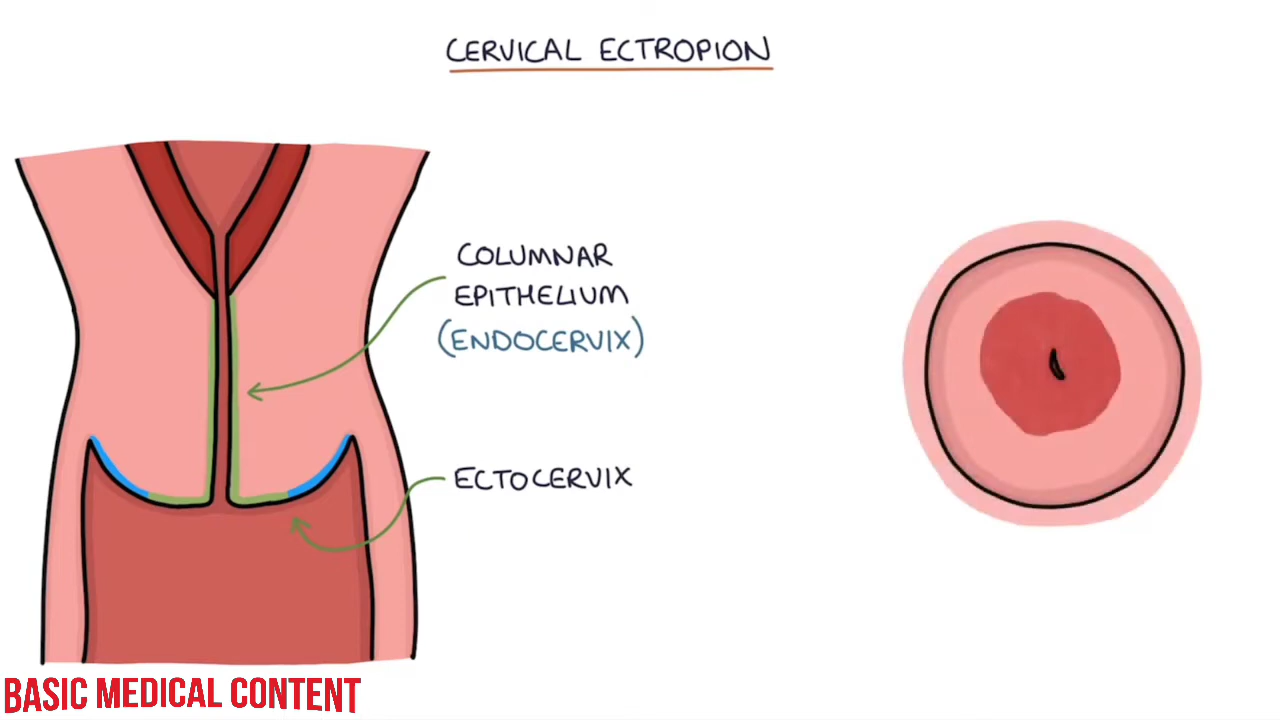 CERVICAL ECTROPION
COLUMNAR
EPITHELIUM
(ENDOCERVIX)
ECTOCERVIX
BASIC MEDICAL CONTENT